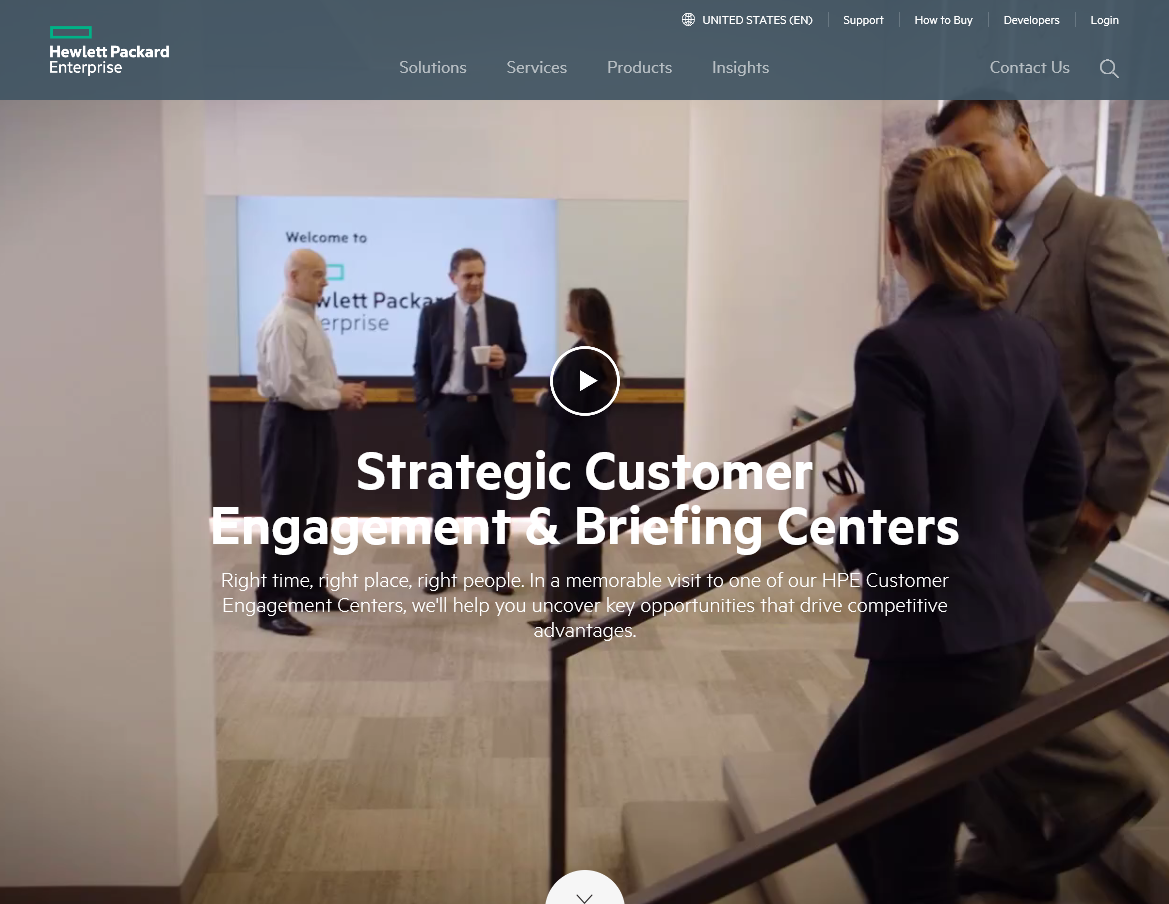 UNITED STATES (EN) Support How to Buy Developers Login
Hewlett Packard
Enterprise
Solutions Services Products Insights Contact Us
Welcome to
wlett Packar
erprise
Strategic Customer
Engagement & Briefing Centers
Right time, right place, right people. In a memorable visit to one of our HPE Customer
Engagement Centers, we'll help you uncover key opportunities that drive competitive
advantages.